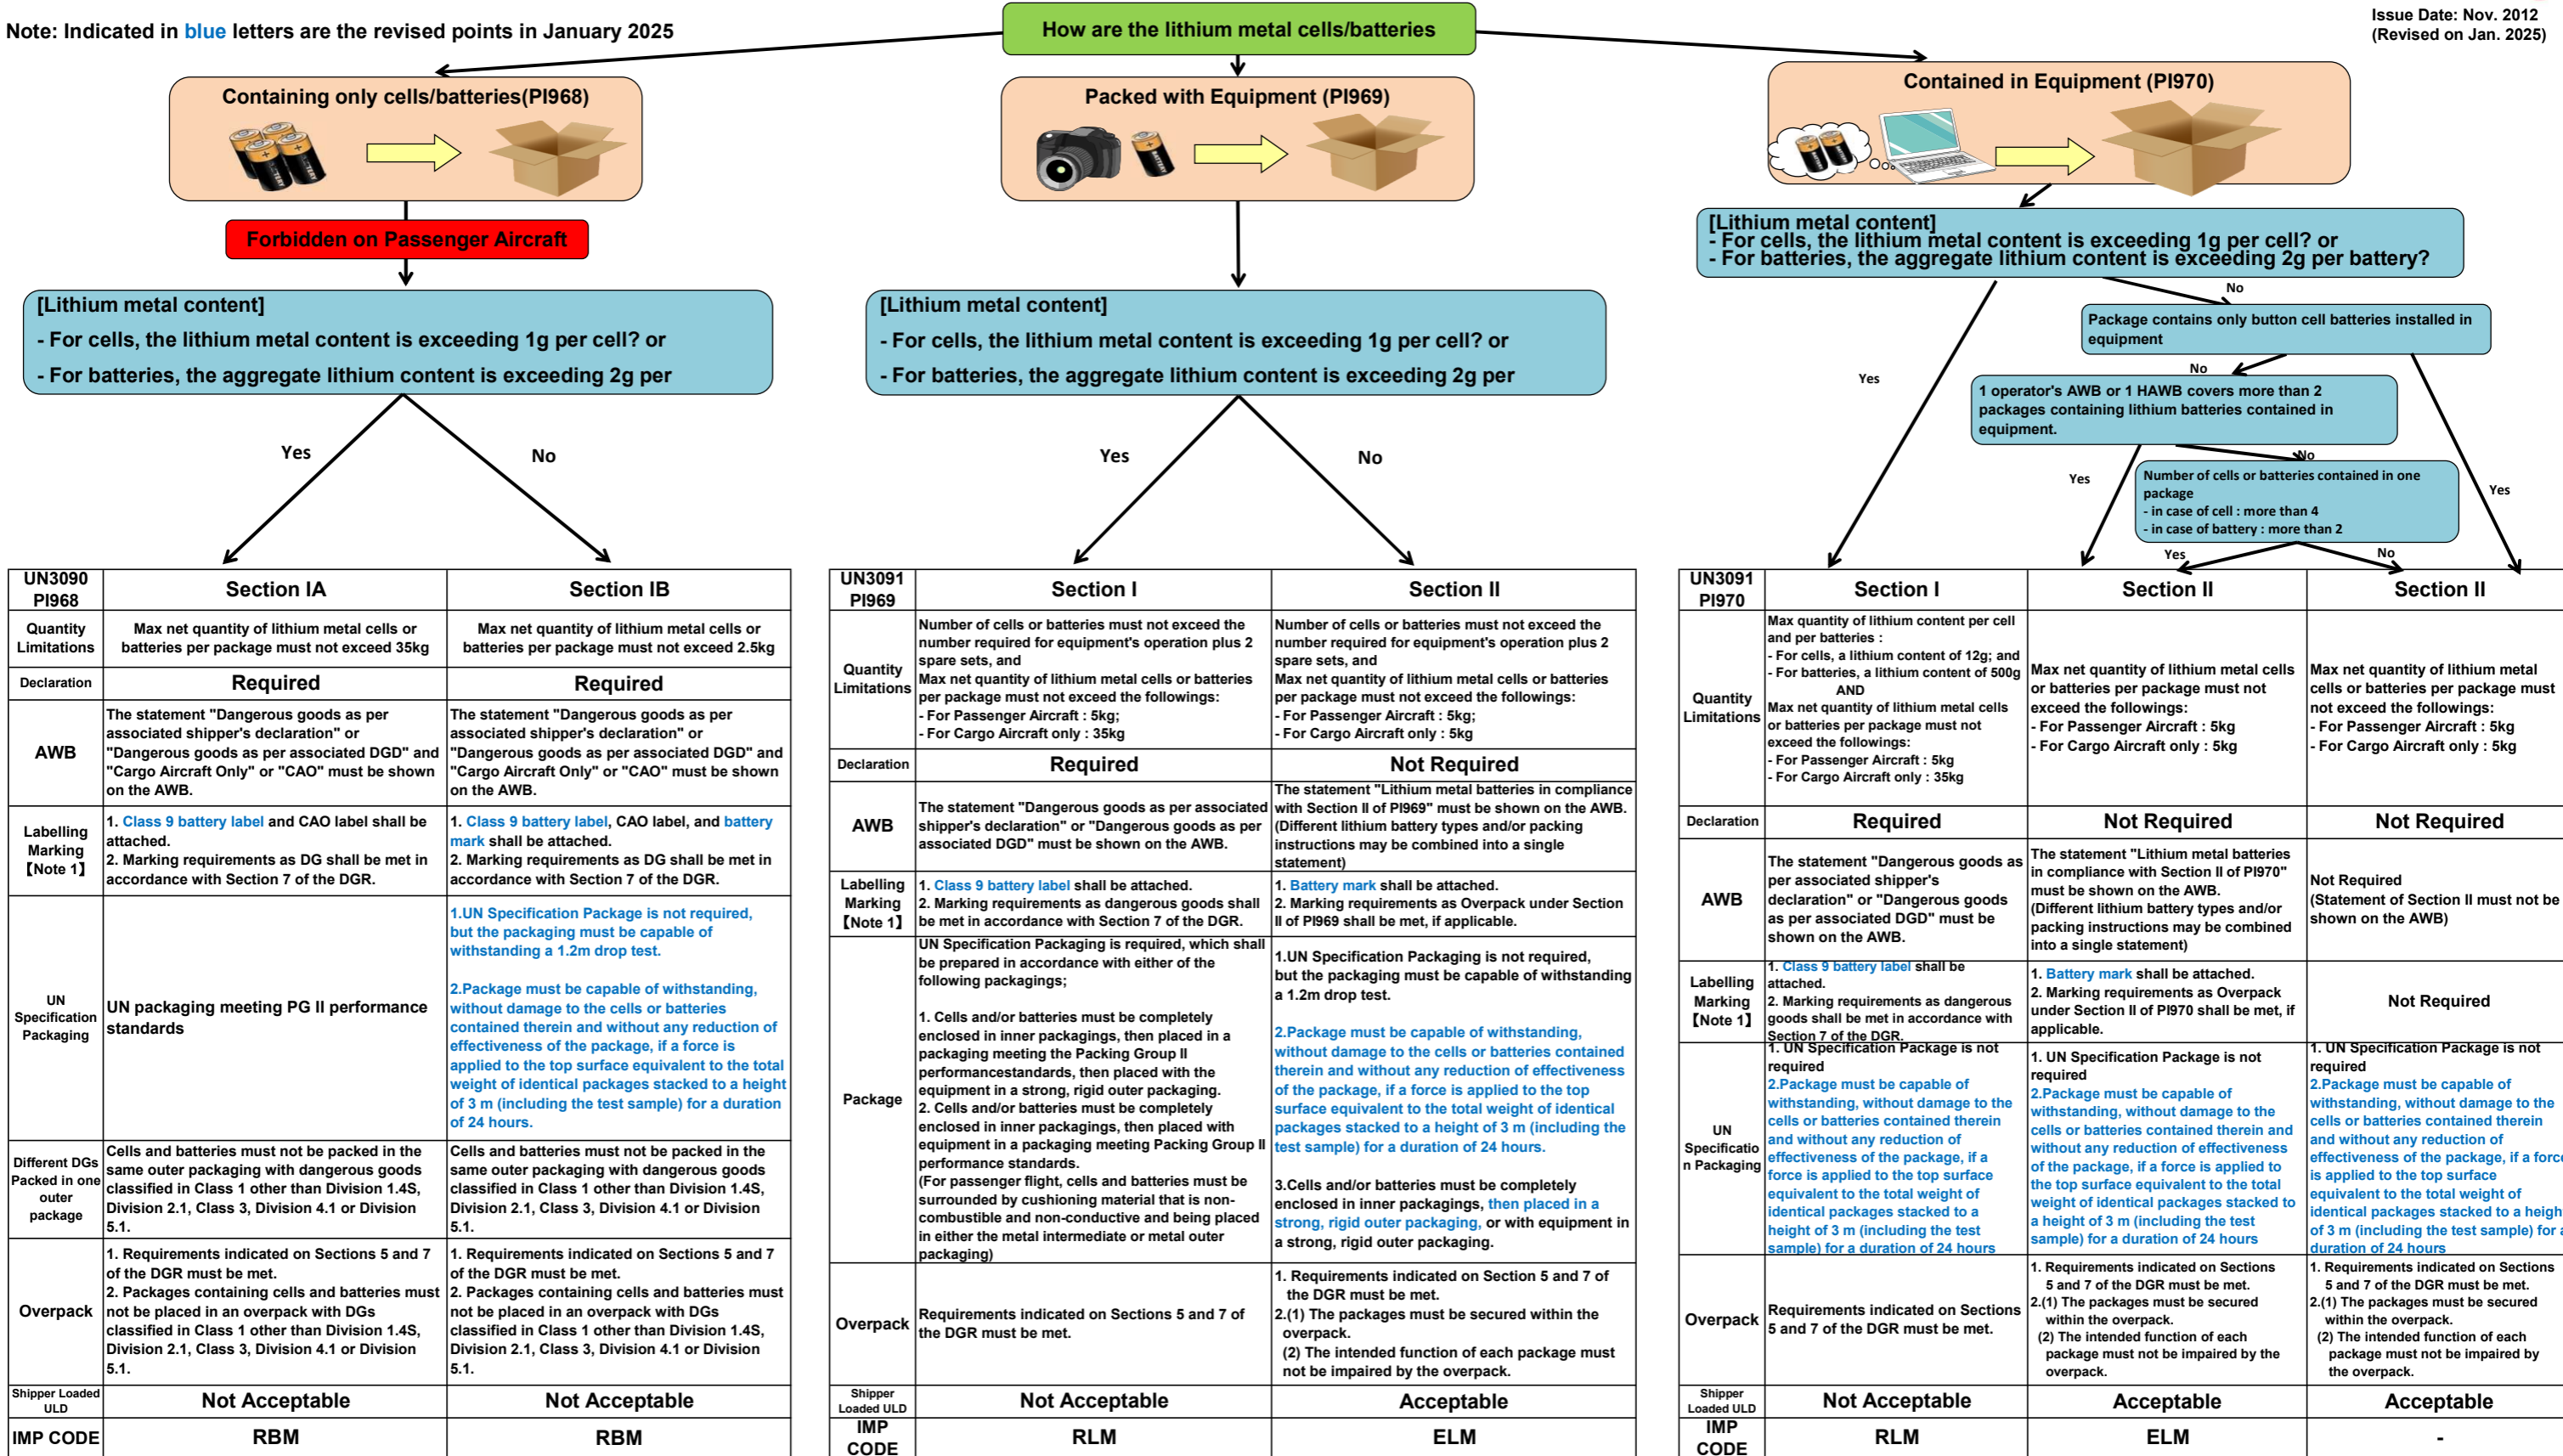 Note: Indicated in blue letters are the revised points in January 2025
How are the lithium metal cells/batteries
Issue Date: Nov. 2012
(Revised on Jan. 2025)
Containing only cells/batteries(PI968)
Forbidden on Passenger Aircraft
[Lithium metal content]
- For cells, the lithium metal content is exceeding 1g per cell? or
- For batteries, the aggregate lithium content is exceeding 2g per
Yes
No
Packed with Equipment (PI969)
BATTERY
[Lithium metal content]
- For cells, the lithium metal content is exceeding 1g per cell? or
- For batteries, the aggregate lithium content is exceeding 2g per
Yes
No
Contained in Equipment (PI970)
[Lithium metal content]
- For cells, the lithium metal content is exceeding 1g per cell? or
- For batteries, the aggregate lithium content is exceeding 2g per battery?
No
Package contains only button cell batteries installed in
equipment
Yes
No
1 operator's AWB or 1 HAWB covers more than 2
packages containing lithium batteries contained in
equipment.
No
Yes
Number of cells or batteries contained in one
package
- in case of cell : more than 4
- in case of battery : more than 2
Yes
Yes
No
UN3090
PI968
Section IA
Section IB
Quantity
Limitations
Max net quantity of lithium metal cells or
batteries per package must not exceed 35kg
Max net quantity of lithium metal cells or
batteries per package must not exceed 2.5kg
Declaration
Required
Required
AWB
The statement "Dangerous goods as per
associated shipper's declaration" or
"Dangerous goods as per associated DGD" and
"Cargo Aircraft Only" or "CAO" must be shown
on the AWB.
The statement "Dangerous goods as per
associated shipper's declaration" or
"Dangerous goods as per associated DGD" and
"Cargo Aircraft Only" or "CAO" must be shown
on the AWB.
Labelling
Marking
【Note 1】
1. Class 9 battery label and CAO label shall be
attached.
2. Marking requirements as DG shall be met in
accordance with Section 7 of the DGR.
1. Class 9 battery label, CAO label, and battery
mark shall be attached.
2. Marking requirements as DG shall be met in
accordance with Section 7 of the DGR.
UN
Specification
Packaging
UN packaging meeting PG II performance
standards
1.UN Specification Package is not required,
but the packaging must be capable of
withstanding a 1.2m drop test.
2.Package must be capable of withstanding,
without damage to the cells or batteries
contained therein and without any reduction of
effectiveness of the package, if a force is
applied to the top surface equivalent to the total
weight of identical packages stacked to a height
of 3 m (including the test sample) for a duration
of 24 hours.
Different DGs
Packed in one
outer
package
Cells and batteries must not be packed in the
same outer packaging with dangerous goods
classified in Class 1 other than Division 1.4S,
Division 2.1, Class 3, Division 4.1 or Division
5.1.
Cells and batteries must not be packed in the
same outer packaging with dangerous goods
classified in Class 1 other than Division 1.4S,
Division 2.1, Class 3, Division 4.1 or Division
5.1.
Overpack
1. Requirements indicated on Sections 5 and 7
of the DGR must be met.
2. Packages containing cells and batteries must
not be placed in an overpack with DGs
classified in Class 1 other than Division 1.4S,
Division 2.1, Class 3, Division 4.1 or Division
5.1.
1. Requirements indicated on Sections 5 and 7
of the DGR must be met.
2. Packages containing cells and batteries must
not be placed in an overpack with DGs
classified in Class 1 other than Division 1.4S,
Division 2.1, Class 3, Division 4.1 or Division
5.1.
Shipper Loaded
ULD
Not Acceptable
Not Acceptable
IMP CODE
RBM
RBM
UN3091
PI969
Section I
Section II
Quantity
Limitations
Number of cells or batteries must not exceed the
number required for equipment's operation plus 2
spare sets, and
Max net quantity of lithium metal cells or batteries
per package must not exceed the followings:
- For Passenger Aircraft : 5kg;
- For Cargo Aircraft only : 35kg
Number of cells or batteries must not exceed the
number required for equipment's operation plus 2
spare sets, and
Max net quantity of lithium metal cells or batteries
per package must not exceed the followings:
- For Passenger Aircraft : 5kg;
- For Cargo Aircraft only : 5kg
Declaration
Required
Not Required
AWB
The statement "Dangerous goods as per associated
shipper's declaration" or "Dangerous goods as per
associated DGD" must be shown on the AWB.
The statement "Lithium metal batteries in compliance
with Section II of PI969" must be shown on the AWB.
(Different lithium battery types and/or packing
instructions may be combined into a single
statement)
Labelling
Marking
【Note 1】
1. Class 9 battery label shall be attached.
2. Marking requirements as dangerous goods shall
be met in accordance with Section 7 of the DGR.
1. Battery mark shall be attached.
2. Marking requirements as Overpack under Section
II of PI969 shall be met, if applicable.
Package
UN Specification Packaging is required, which shall
be prepared in accordance with either of the
following packagings;
1. Cells and/or batteries must be completely
enclosed in inner packagings, then placed in a
packaging meeting the Packing Group II
performancestandards, then placed with the
equipment in a strong, rigid outer packaging.
2. Cells and/or batteries must be completely
enclosed in inner packagings, then placed with
equipment in a packaging meeting Packing Group II
performance standards.
(For passenger flight, cells and batteries must be
surrounded by cushioning material that is non-
combustible and non-conductive and being placed
in either the metal intermediate or metal outer
packaging)
1.UN Specification Packaging is not required,
but the packaging must be capable of withstanding
a 1.2m drop test.
2.Package must be capable of withstanding,
without damage to the cells or batteries contained
therein and without any reduction of effectiveness
of the package, if a force is applied to the top
surface equivalent to the total weight of identical
packages stacked to a height of 3 m (including the
test sample) for a duration of 24 hours.
3.Cells and/or batteries must be completely
enclosed in inner packagings, then placed in a
strong, rigid outer packaging, or with equipment in
a strong, rigid outer packaging.
Overpack
Requirements indicated on Sections 5 and 7 of
the DGR must be met.
1. Requirements indicated on Section 5 and 7 of
the DGR must be met.
2.(1) The packages must be secured within the
overpack.
(2) The intended function of each package must
not be impaired by the overpack.
Shipper
Loaded ULD
Not Acceptable
Acceptable
IMP
CODE
RLM
ELM
UN3091
PI970
Section I
Section II
Section II
Quantity
Limitations
Max quantity of lithium content per cell
and per batteries :
- For cells, a lithium content of 12g; and
- For batteries, a lithium content of 500g
AND
Max net quantity of lithium metal cells
or batteries per package must not
exceed the followings:
- For Passenger Aircraft : 5kg
- For Cargo Aircraft only : 35kg
Max net quantity of lithium metal cells
or batteries per package must not
exceed the followings:
- For Passenger Aircraft : 5kg
- For Cargo Aircraft only : 5kg
Max net quantity of lithium metal
cells or batteries per package must
not exceed the followings:
- For Passenger Aircraft : 5kg
- For Cargo Aircraft only : 5kg
Declaration
Required
Not Required
Not Required
AWB
The statement "Dangerous goods as
per associated shipper's
declaration" or "Dangerous goods
as per associated DGD" must be
shown on the AWB.
The statement "Lithium metal batteries
in compliance with Section II of PI970"
must be shown on the AWB.
(Different lithium battery types and/or
packing instructions may be combined
into a single statement)
Not Required
(Statement of Section II must not be
shown on the AWB)
Labelling
Marking
【Note 1】
1. Class 9 battery label shall be
attached.
2. Marking requirements as dangerous
goods shall be met in accordance with
Section 7 of the DGR.
1. Battery mark shall be attached.
2. Marking requirements as Overpack
under Section II of PI970 shall be met, if
applicable.
Not Required
UN
Specificatio
n Packaging
1. UN Specification Package is not
required
2.Package must be capable of
withstanding, without damage to the
cells or batteries contained therein
and without any reduction of
effectiveness of the package, if a
force is applied to the top surface
equivalent to the total weight of
identical packages stacked to a
height of 3 m (including the test
sample) for a duration of 24 hours
1. UN Specification Package is not
required
2.Package must be capable of
withstanding, without damage to the
cells or batteries contained therein and
without any reduction of effectiveness
of the package, if a force is applied to
the top surface equivalent to the total
weight of identical packages stacked to
a height of 3 m (including the test
sample) for a duration of 24 hours
1. UN Specification Package is not
required
2.Package must be capable of
withstanding, without damage to the
cells or batteries contained therein
and without any reduction of
effectiveness of the package, if a force
is applied to the top surface
equivalent to the total weight of
identical packages stacked to a height
of 3 m (including the test sample) for a
duration of 24 hours
Overpack
Requirements indicated on Sections
5 and 7 of the DGR must be met.
1. Requirements indicated on Sections
5 and 7 of the DGR must be met.
2.(1) The packages must be secured
within the overpack.
(2) The intended function of each
package must not be impaired by the
overpack.
1. Requirements indicated on Sections
5 and 7 of the DGR must be met.
2.(1) The packages must be secured
within the overpack.
(2) The intended function of each
package must not be impaired by
the overpack.
Shipper
Loaded ULD
Not Acceptable
Acceptable
Acceptable
IMP
CODE
RLM
ELM
-